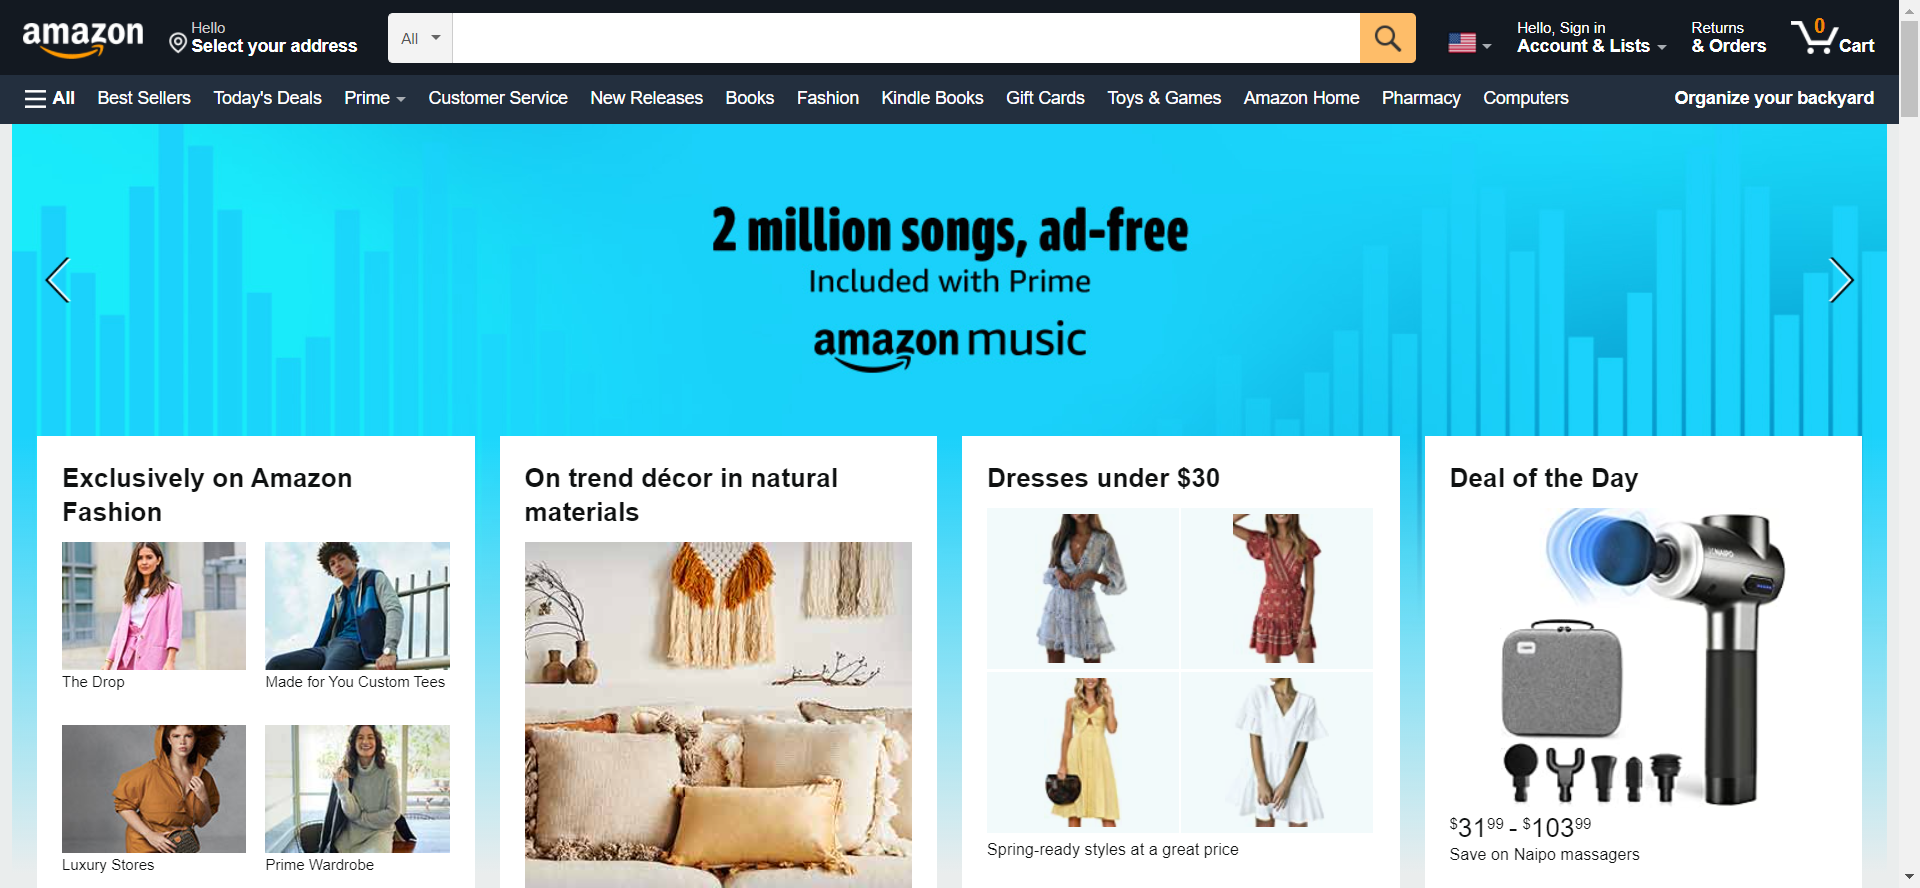 amazon
Hello
Select your address
All
Hello, Sign in
Account & Lists
Returns
& Orders
0
Cart
All
Best Sellers
Today's Deals
Prime
Customer Service
New Releases
Books
Fashion
Kindle Books
Gift Cards
Toys & Games
Amazon Home
Pharmacy
Computers
Organize your backyard
2 million songs, ad-free
Included with Prime
amazon music
Exclusively on Amazon
Fashion
The Drop
Made for You Custom Tees
Luxury Stores
Prime Wardrobe
On trend décor in natural
materials
Dresses under $30
Spring-ready styles at a great price
Deal of the Day
NAIPO
$3199 - $10399
Save on Naipo massagers